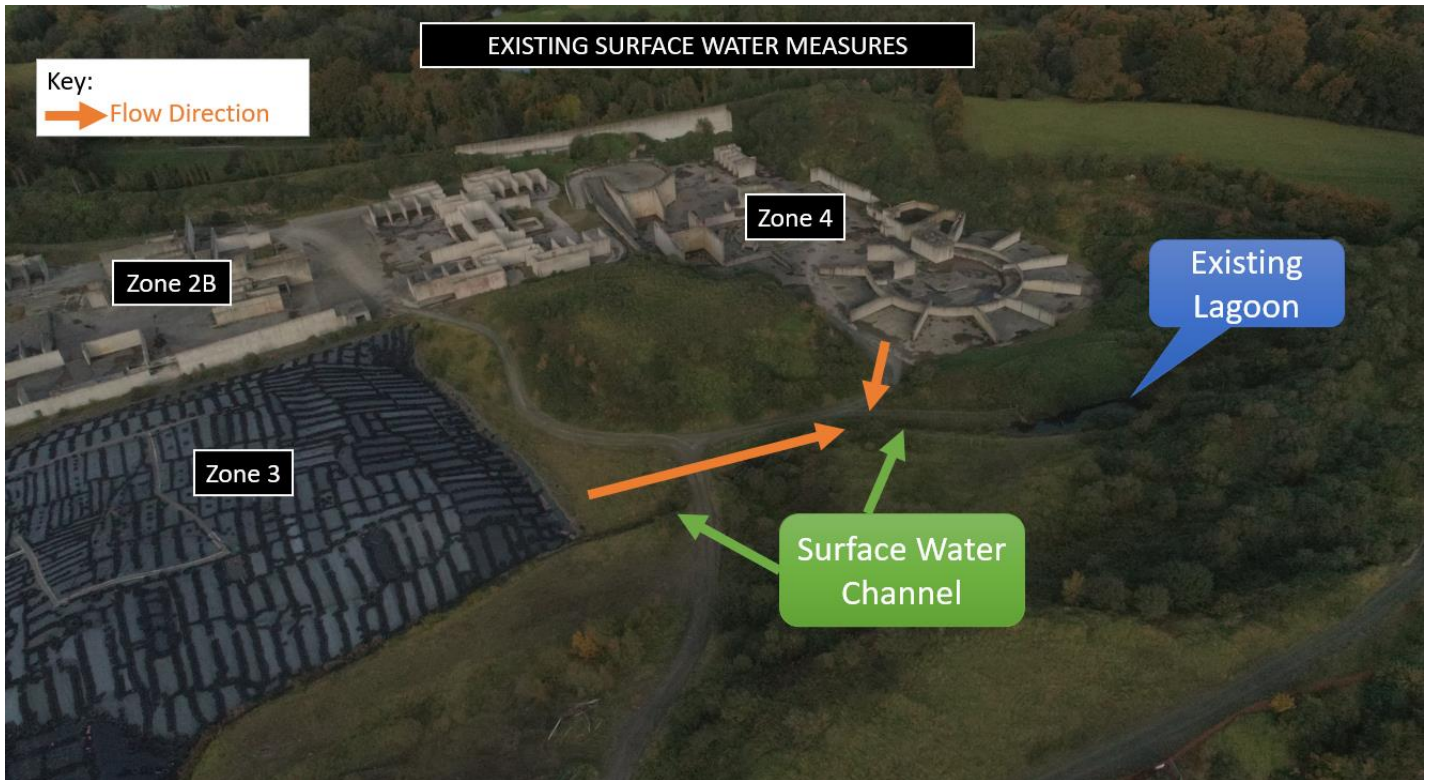 EXISTING SURFACE WATER MEASURES
Key:
Flow Direction
Zone 4
Zone 2B
Existing
Lagoon
Zone 3
Surface Water
Channel